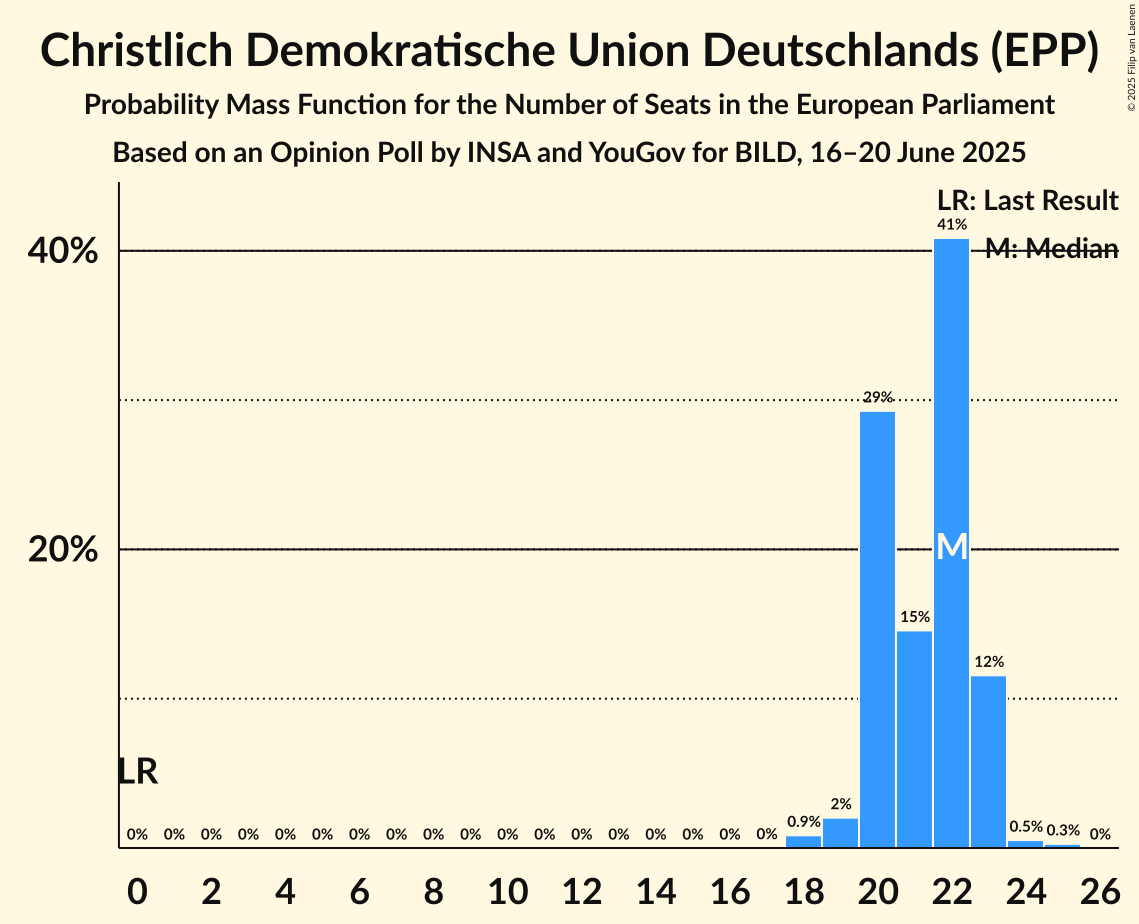 Christlich Demokratische Union Deutschlands (EPP)
Probability Mass Function for the Number of Seats in the European Parliament
Based on an Opinion Poll by INSA and YouGov for BILD, 16–20 June 2025
© 2025 Filip van Laenen
LR: Last Result
M: Median
40%
20%
41%
29%
M
15%
12%
LR
0% 0% 0% 0% 0% 0% 0% 0% 0% 0% 0% 0% 0% 0% 0% 0% 0% 0% 0.9% 2% 0.5% 0.3% 0%
0 2 4 6 8 10 12 14 16 18 20 22 24 26